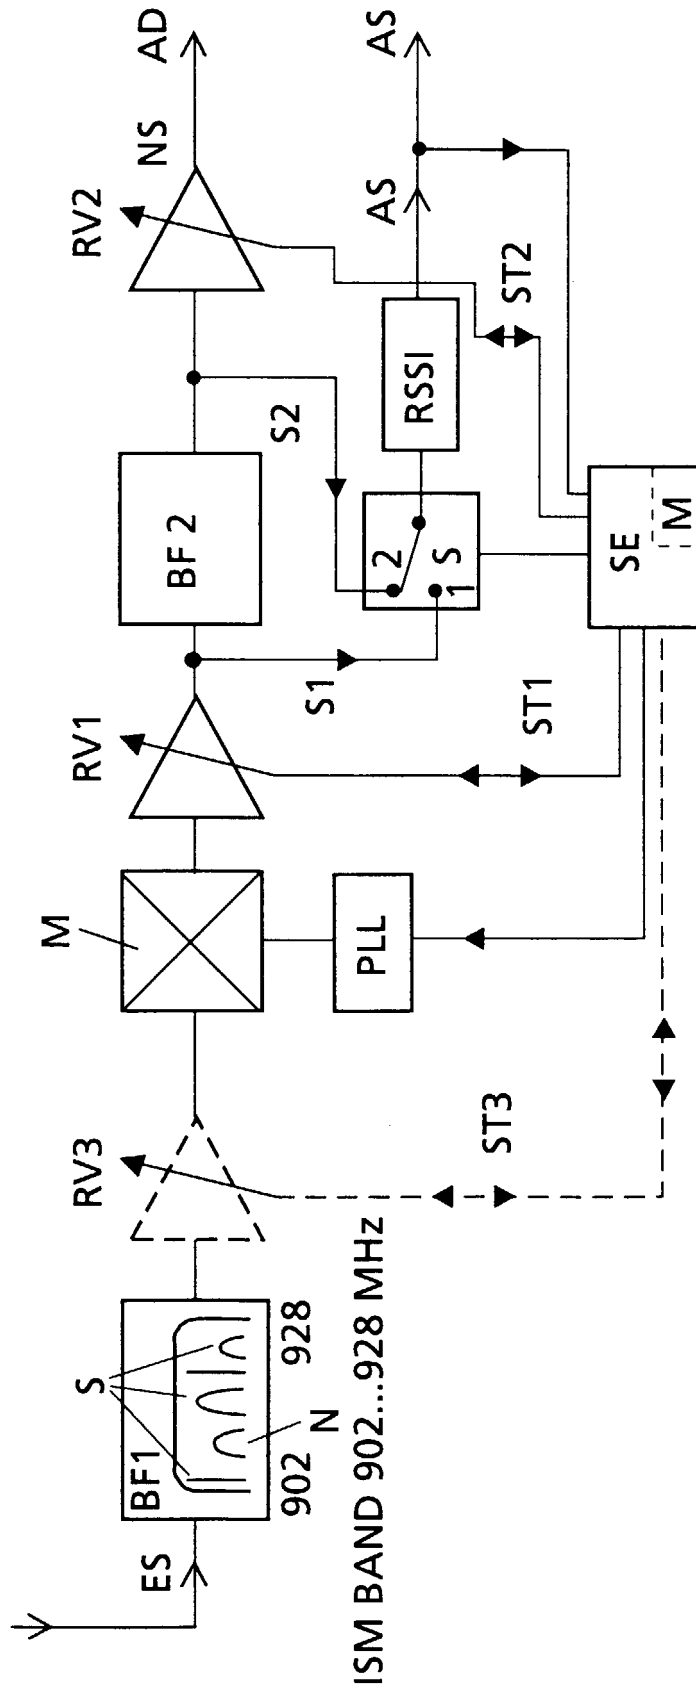 ES
BF1
S
902
928
N
ISM BAND 902...928 MHz
RV3
ST3
M
PLL
RV1
ST1
S1
BF 2
S2
2
S
1
RSSI
AS
AS
RV2
NS
AD
ST2
SE
M